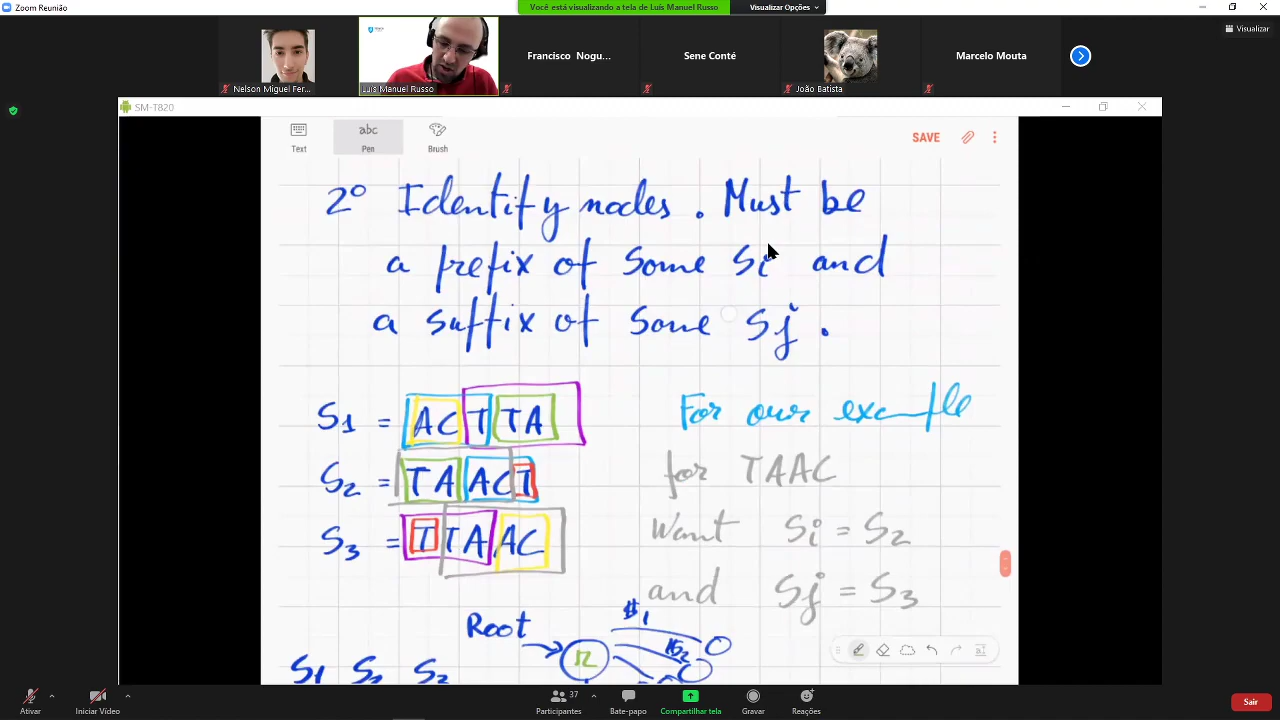 Zoom Reunião
Você está visualizando a tela de Luís Manuel Russo
Visualizar Opções
Visualizar
Nelson Miguel Fer...
Luís Manuel Russo
Francisco Nogu...
Sene Conté
João Batista
Marcelo Mouta
SM-T820
Text
abc
Pen
Brush
SAVE
2º Identify nodes. Must be
a prefix of some Si and
a suffix of some Sj.
S1 = ACTTA
For our example
S2 = TAACT
for TAAC
Want Si = S2
S3 = TTAAC
and Sj = S3
Root
$1
$2
12
S1 S2 S2
Ativar
Iniciar Vídeo
37
Participantes
Bate-papo
Compartilhar tela
Gravar
Reações
Sair